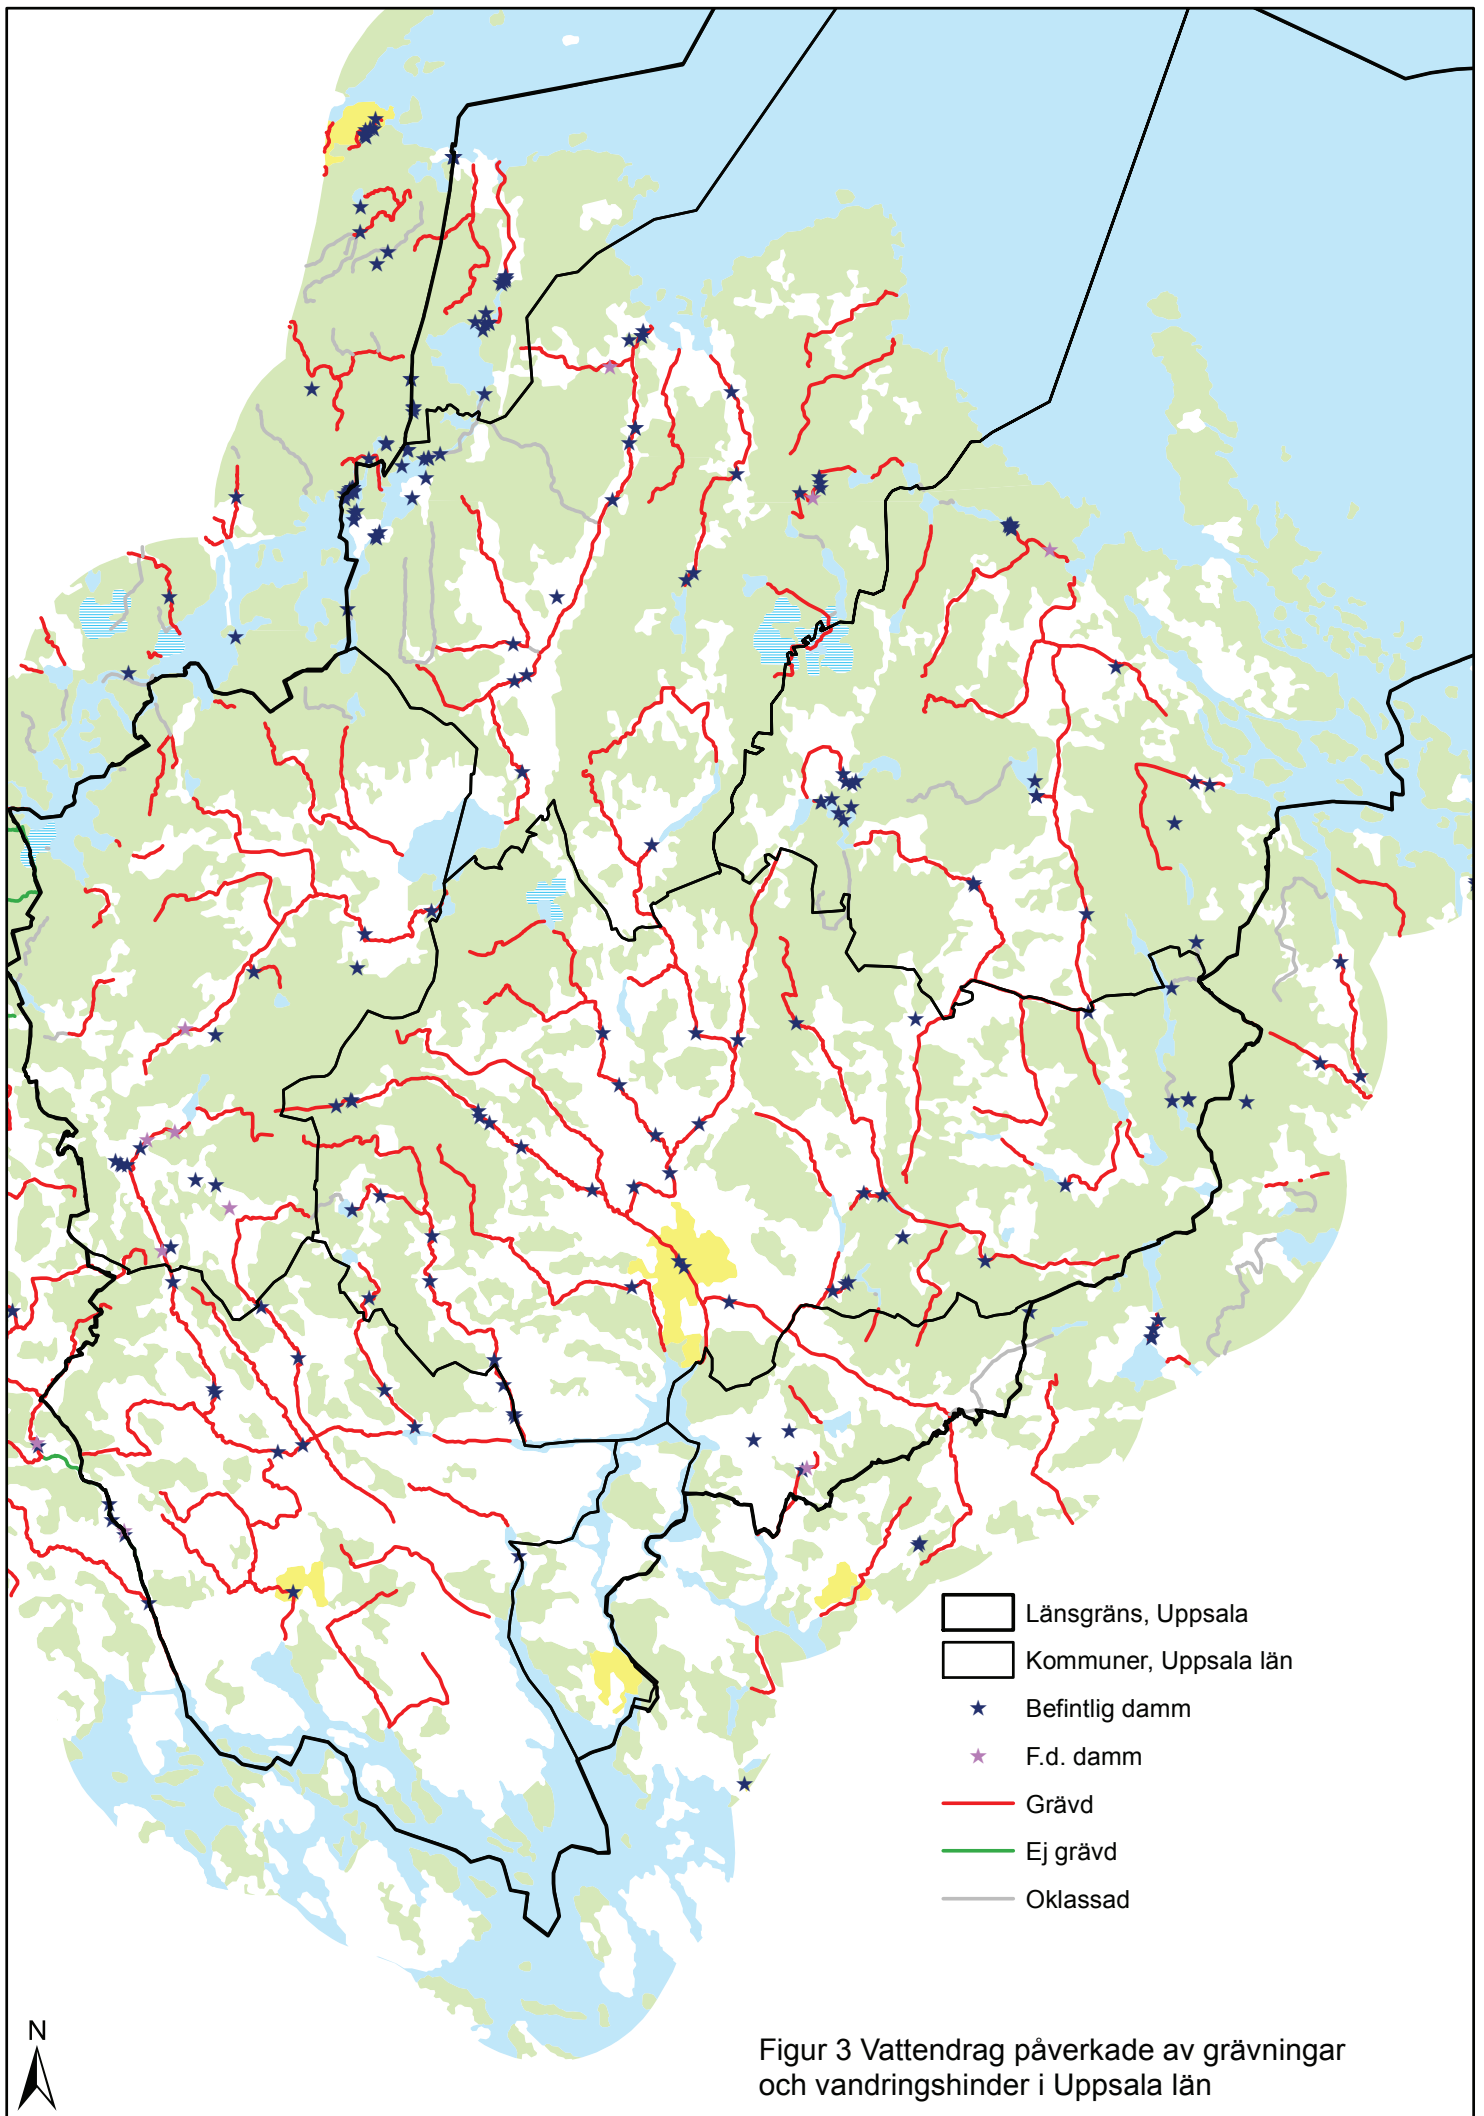 Länsgräns, Uppsala
Kommuner, Uppsala län
Befintlig damm
F.d. damm
Grävd
Ej grävd
Oklassad
N
Figur 3 Vattendrag påverkade av grävningar
och vandringshinder i Uppsala län